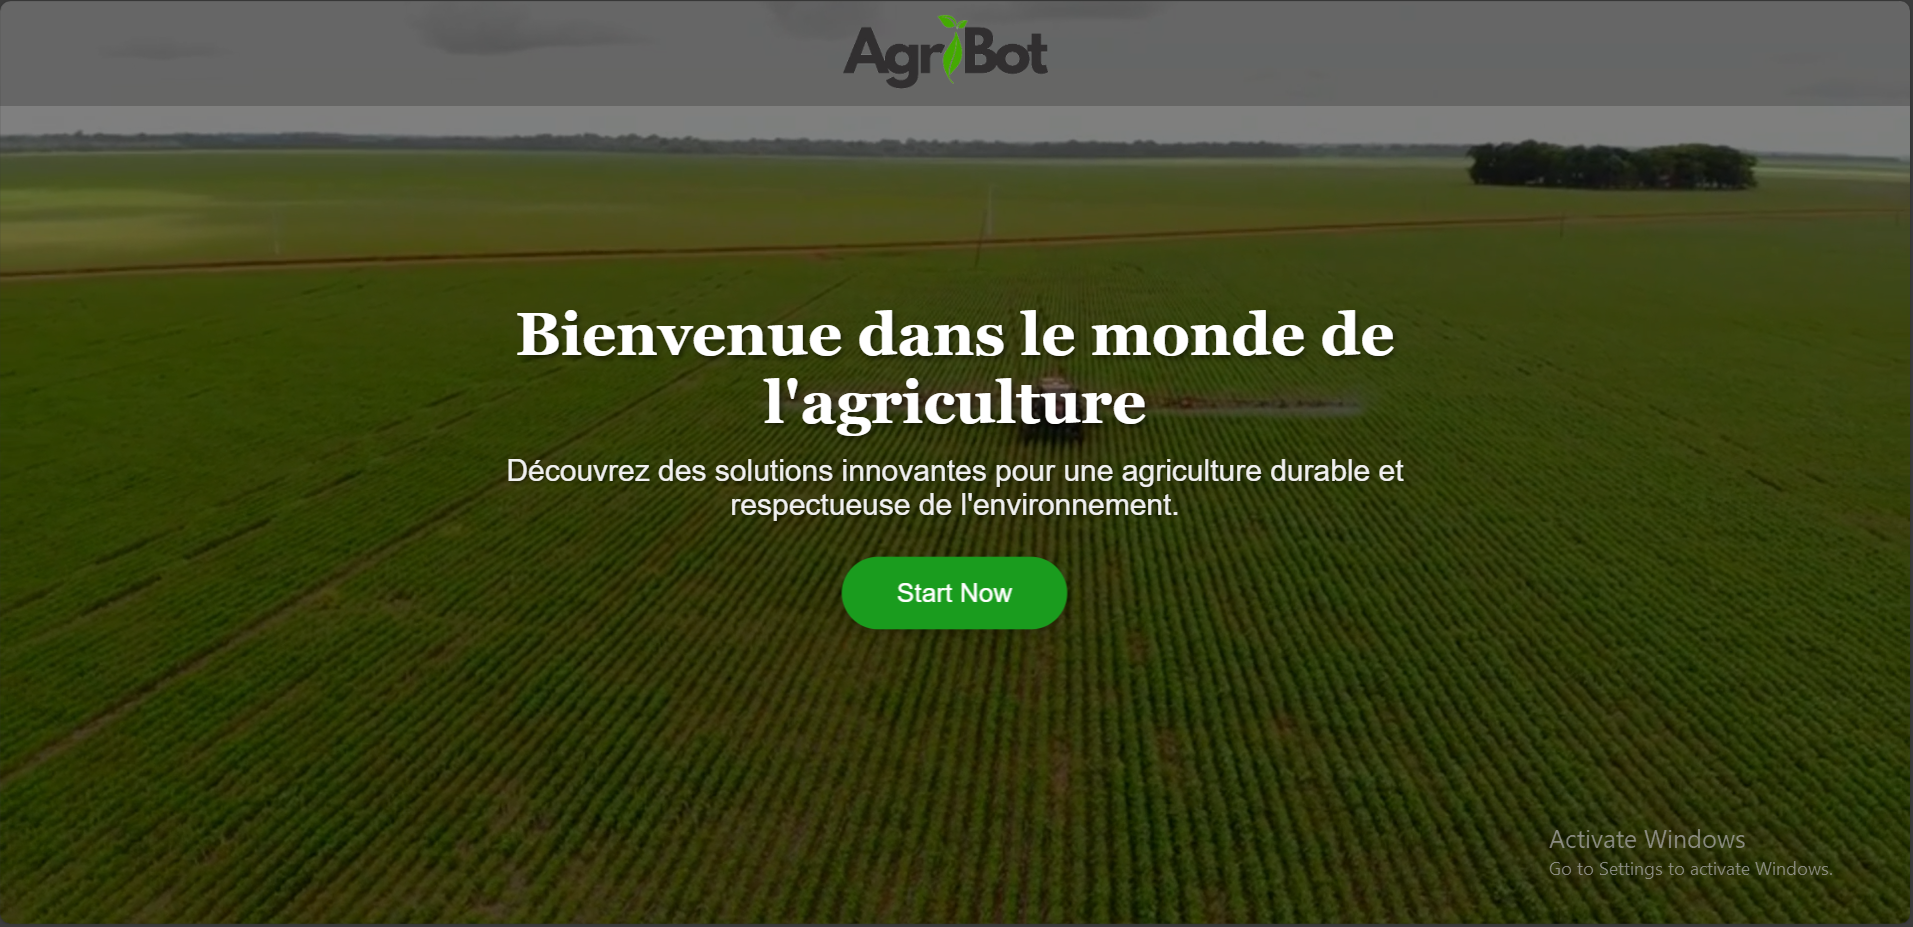 AgriBot
Bienvenue dans le monde de
l'agriculture
Découvrez des solutions innovantes pour une agriculture durable et
respectueuse de l'environnement.
Start Now
Activate Windows
Go to Settings to activate Windows.